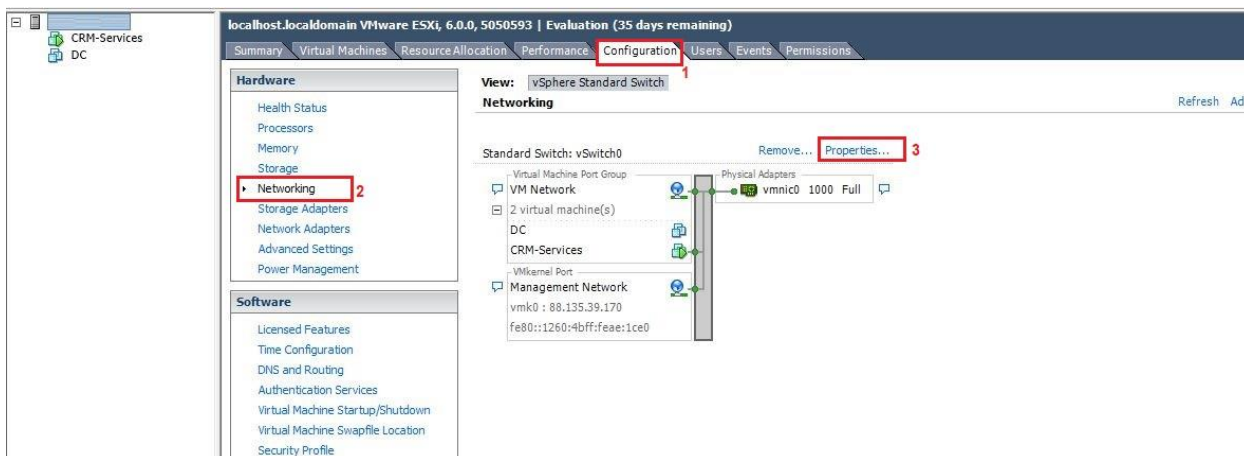 CRM-Services
DC
localhost.localdomain VMware ESXi, 6.0.0, 5050593 | Evaluation (35 days remaining)
Summary Virtual Machines Resource Allocation Performance Configuration Users Events Permissions
1
Hardware
Health Status
Processors
Memory
Storage
Networking 2
Storage Adapters
Network Adapters
Advanced Settings
Power Management
Software
Licensed Features
Time Configuration
DNS and Routing
Authentication Services
Virtual Machine Startup/Shutdown
Virtual Machine Swapfile Location
Security Profile
View: vSphere Standard Switch
Networking
Refresh Ad
Standard Switch: vSwitch0 Remove... Properties... 3
Virtual Machine Port Group
VM Network
2 virtual machine(s)
DC
CRM-Services
VMkernel Port
Management Network
vmk0 : 88.135.39.170
fe80::1260:4bff:feae:1ce0
Physical Adapters
vmnic0 1000 Full